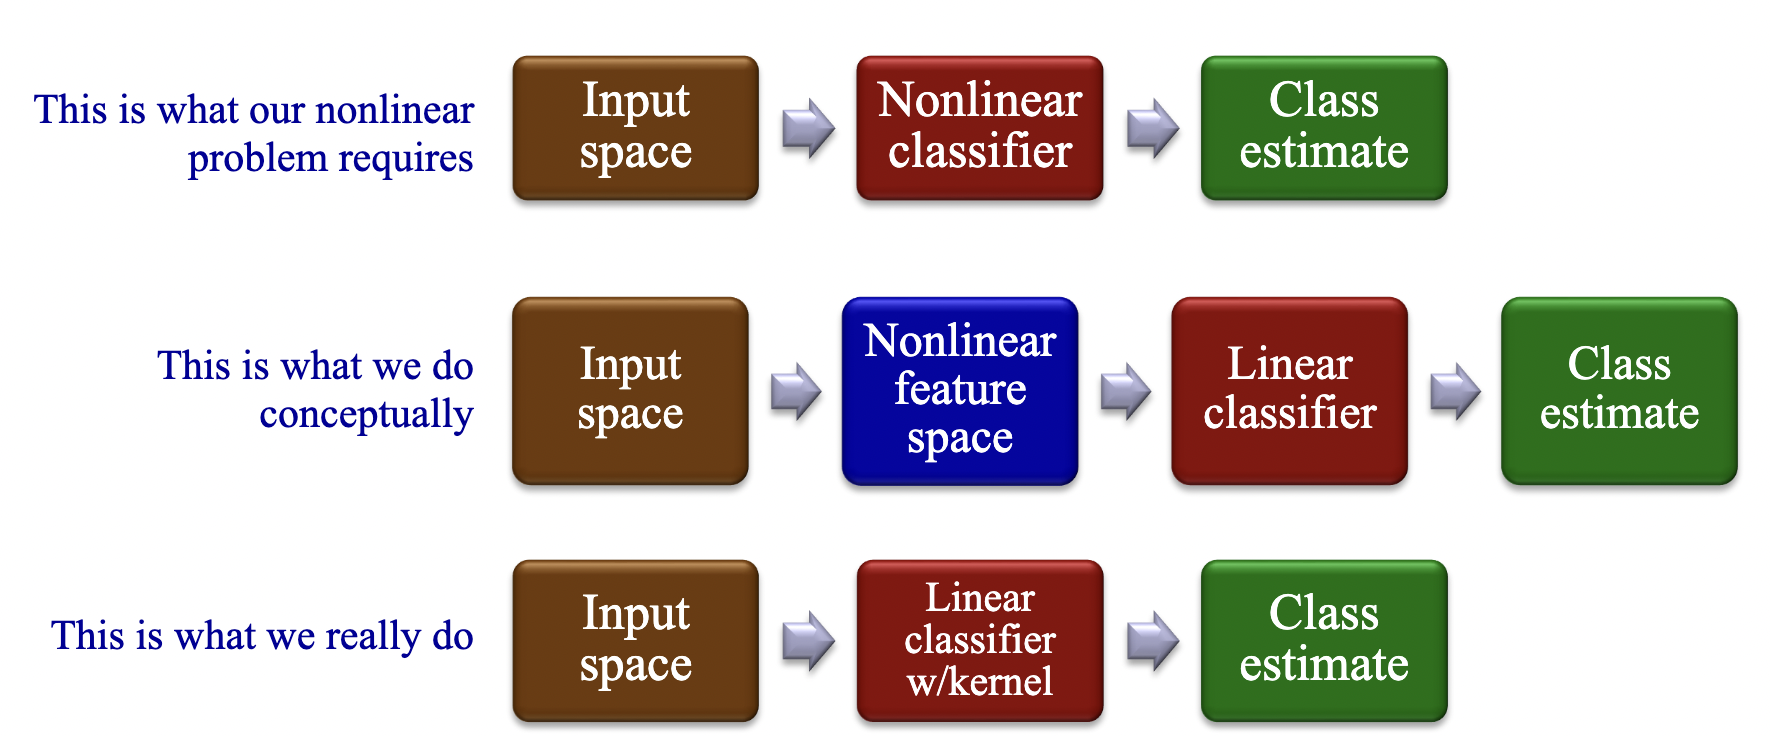 This is what our nonlinear
problem requires
Input
space
Nonlinear
classifier
Class
estimate
This is what we do
conceptually
Input
space
Nonlinear
feature
space
Linear
classifier
Class
estimate
This is what we really do
Input
space
Linear
classifier
w/kernel
Class
estimate